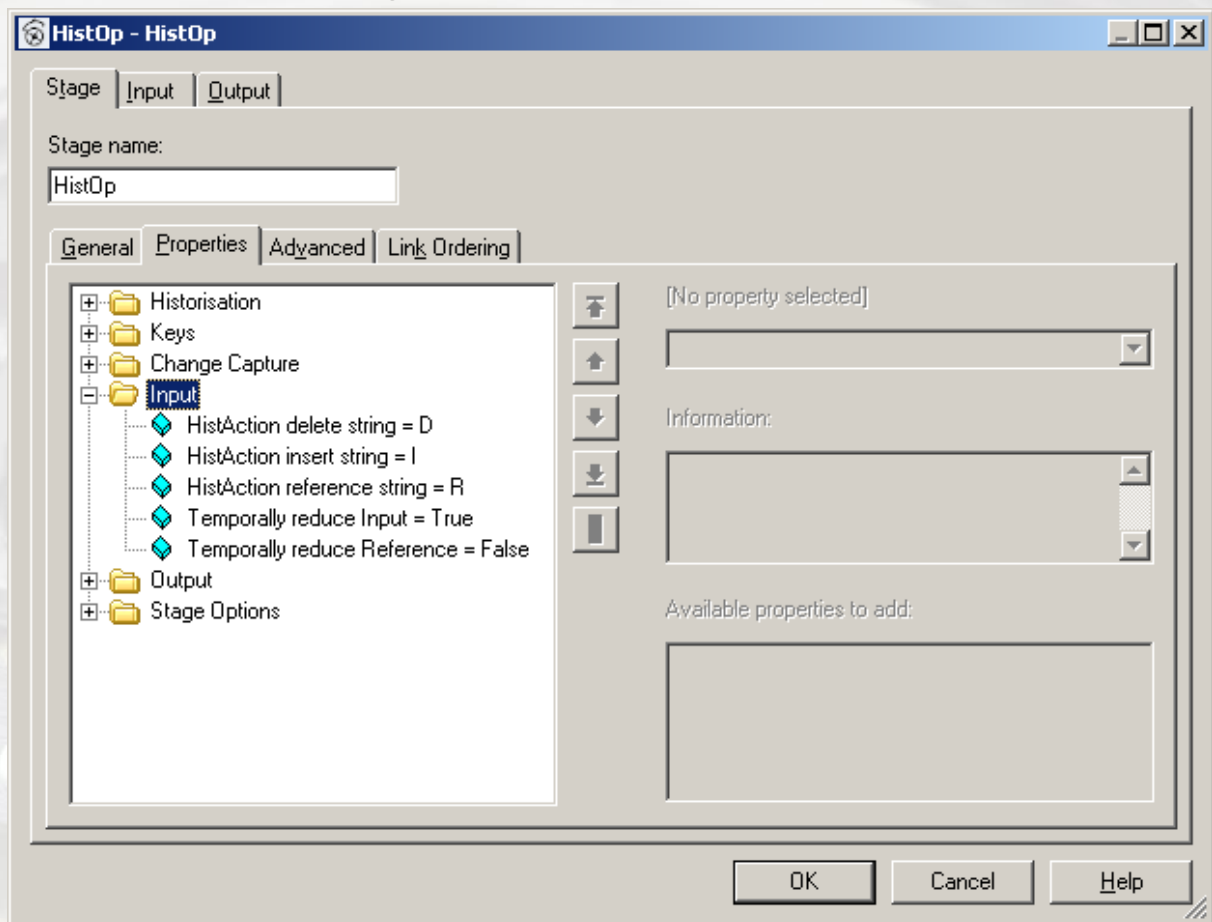 HistOp - HistOp
Stage Input Output
Stage name:
HistOp
General Properties Advanced Link Ordering
Historisation
Keys
Change Capture
Input
HistAction delete string = D
HistAction insert string = I
HistAction reference string = R
Temporally reduce Input = True
Temporally reduce Reference = False
Output
Stage Options
[No property selected]
Information:
Available properties to add:
OK Cancel Help